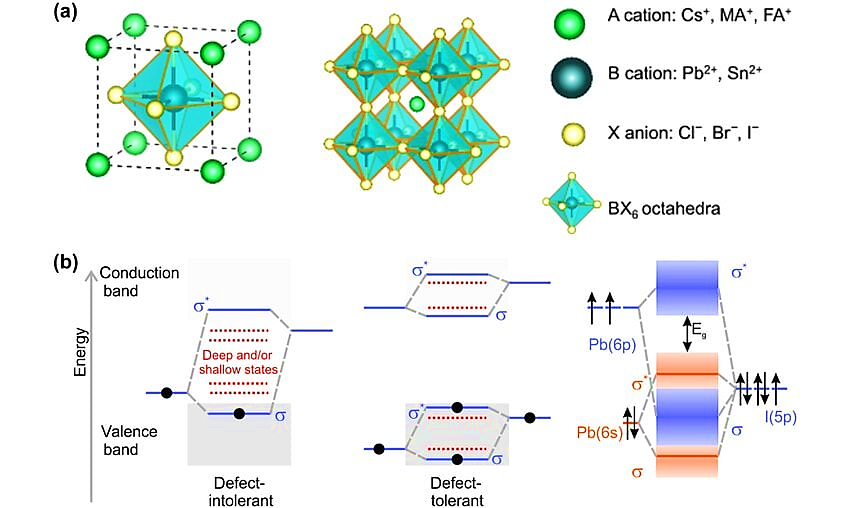 (a)
A cation: Cs⁺, MA⁺, FA⁺
B cation: Pb²⁺, Sn²⁺
X anion: Cl⁻, Br⁻, I⁻
BX₆ octahedra
(b)
Energy
Conduction
band
Valence
band
σ*
Deep and/or
shallow states
σ
Defect-
intolerant
σ*
σ
σ*
σ
Defect-
tolerant
σ*
Pb(6p)
E₉
σ*
Pb(6s)
σ
I(5p)
σ